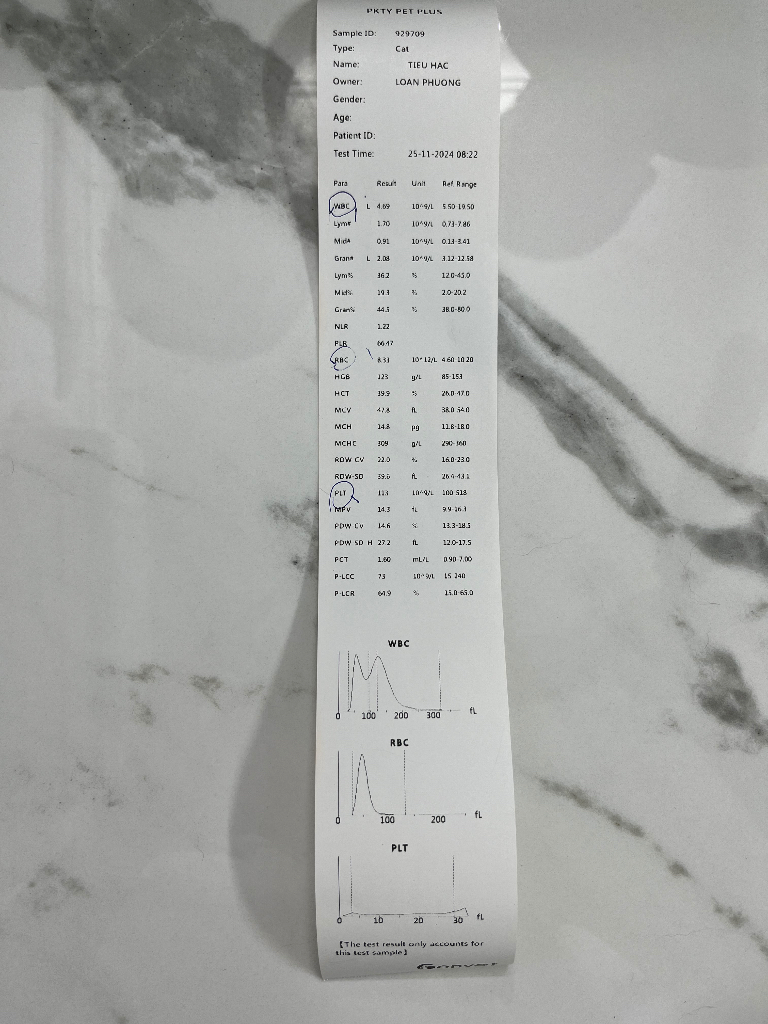 PKTY PET PLUS
Sample ID: 929709
Type: Cat
Name: TIEU HAC
Owner: LOAN PHUONG
Gender:
Age:
Patient ID:
Test Time: 25-11-2024 08:22
Para Result Unit Ref. Range
WBC L 4.69 10^9/L 5.50-19.50
Lym# 1.70 10^9/L 0.73-7.86
Mid# 0.91 10^9/L 0.13-3.41
Gran# L 2.08 10^9/L 3.12-12.58
Lym% 36.2 % 12.0-45.0
Mid% 19.3 % 2.0-20.2
Gran% 44.5 % 38.0-80.0
NLR 1.22
PLR 66.47
RBC 8.33 10^12/L 4.60-10.20
HGB 123 g/L 85-153
HCT 39.9 % 26.0-47.0
MCV 47.8 fL 38.0-54.0
MCH 14.8 pg 11.8-18.0
MCHC 309 g/L 290-360
RDW-CV 22.0 % 16.0-23.0
RDW-SD 39.6 fL 26.4-43.1
PLT 113 10^9/L 100-518
MPV 14.3 fL 9.9-16.3
PDW-CV 14.6 % 13.3-18.5
PDW-SD H 27.2 fL 12.0-17.5
PCT 1.60 mL/L 0.90-7.00
P-LCC 73 10^9/L 15-240
P-LCR 64.9 % 15.0-65.0
WBC
0 100 200 300 fL
RBC
0 100 200 fL
PLT
0 10 20 30 fL
【The test result only accounts for
this test sample】